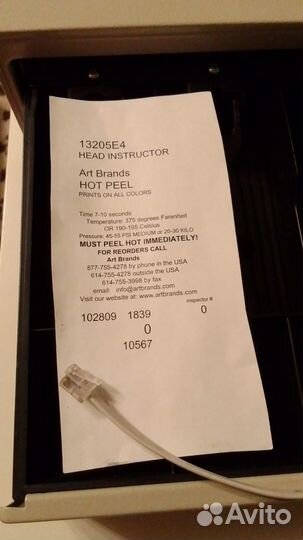 13205E4
HEAD INSTRUCTOR
Art Brands
HOT PEEL
PRINTS ON ALL COLORS
Time 7-10 seconds
Temperature: 375 degrees Farenheit
OR 190-195 Celsius
Pressure: 45-55 PSI MEDIUM or 20-30 KILO
MUST PEEL HOT IMMEDIATELY!
FOR REORDERS CALL
Art Brands
877-755-4278 by phone in the USA
614-755-4278 outside the USA
614-755-3998 by fax
email: info@artbrands.com
Visit our website at: www.artbrands.com
inspector #
102809 1839 0
0
10567
Avito